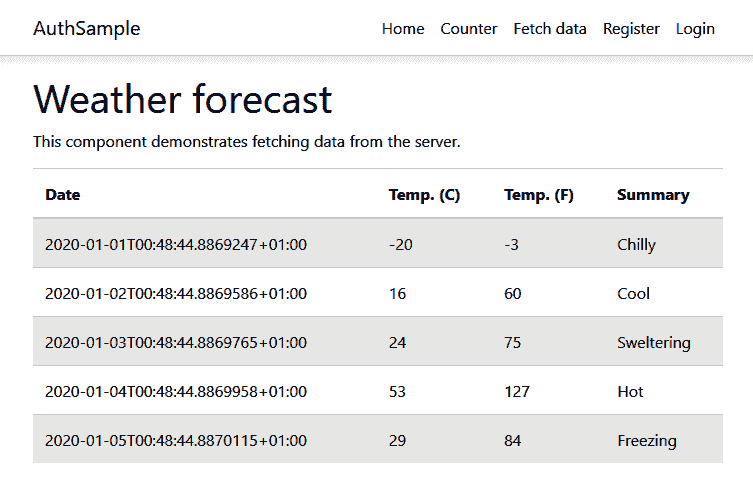 AuthSample Home Counter Fetch data Register Login
Weather forecast
This component demonstrates fetching data from the server.
Date Temp. (C) Temp. (F) Summary
2020-01-01T00:48:44.8869247+01:00 -20 -3 Chilly
2020-01-02T00:48:44.8869586+01:00 16 60 Cool
2020-01-03T00:48:44.8869765+01:00 24 75 Sweltering
2020-01-04T00:48:44.8869958+01:00 53 127 Hot
2020-01-05T00:48:44.8870115+01:00 29 84 Freezing